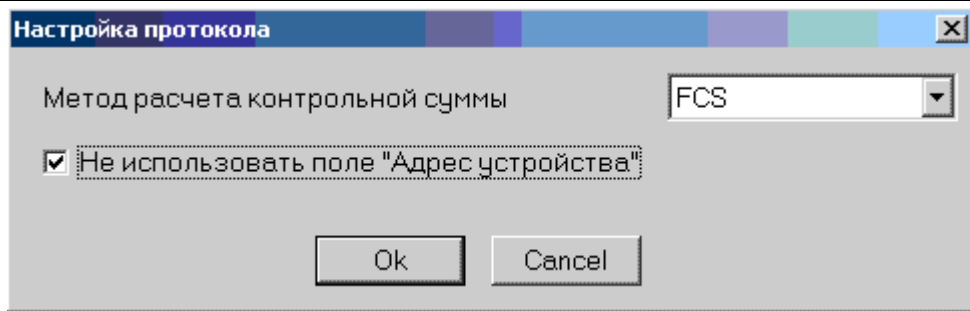 Настройка протокола
Метод расчета контрольной суммы FCS
Не использовать поле "Адрес устройства"
Ok Cancel